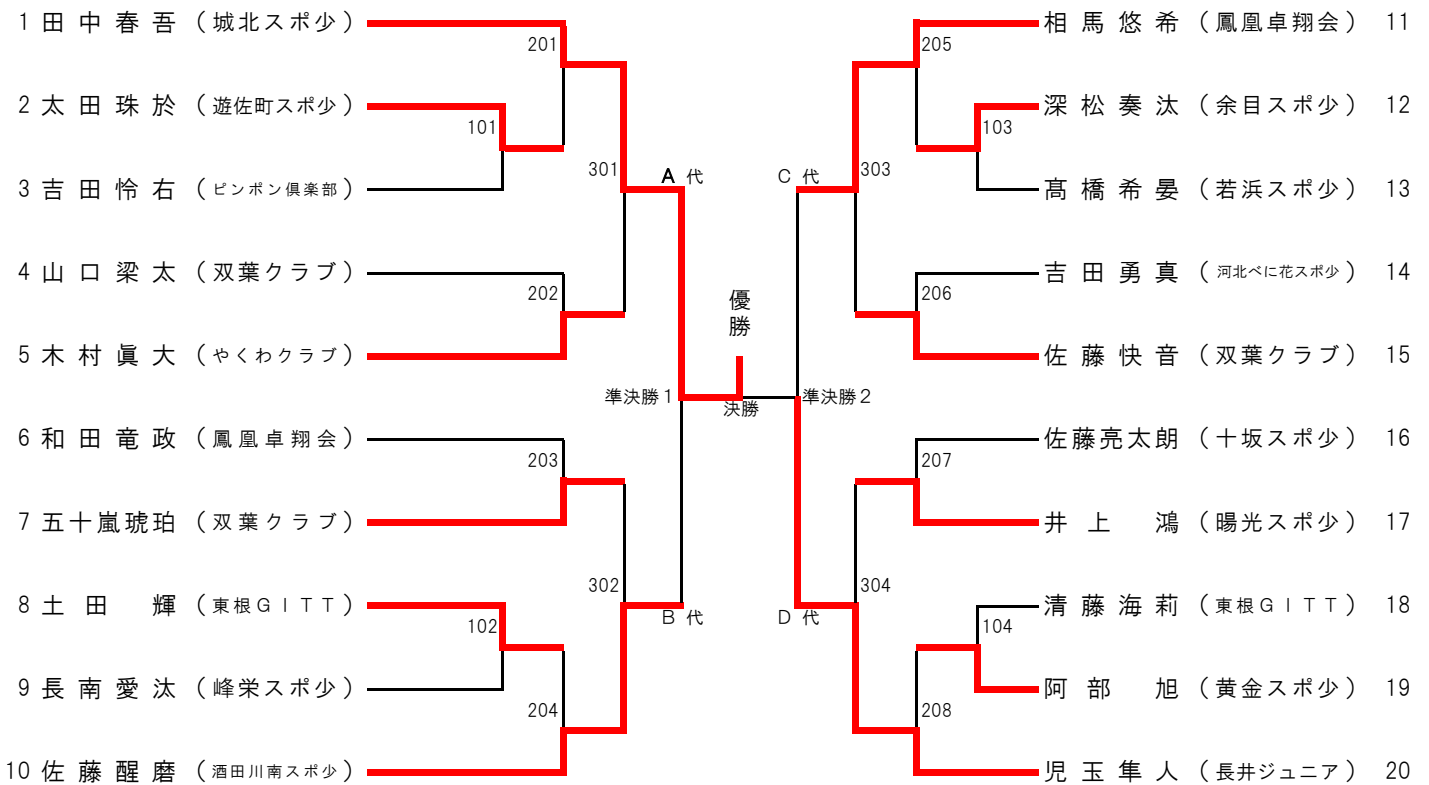 1 田中春吾（城北スポ少）
201
2 太田珠於（遊佐町スポ少）
101
3 吉田怜右（ピンポン倶楽部）
301
A 代
4 山口梁太（双葉クラブ）
202
5 木村眞大（やくわクラブ）
準決勝１
6 和田竜政（鳳凰卓翔会）
203
7 五十嵐琥珀（双葉クラブ）
302
B 代
8 土田　輝（東根ＧＩＴＴ）
102
9 長南愛汰（峰栄スポ少）
204
10 佐藤醒磨（酒田川南スポ少）
優勝
決勝
相馬悠希（鳳凰卓翔会） 11
205
深松奏汰（余目スポ少） 12
103
髙橋希晏（若浜スポ少） 13
C 代
303
吉田勇真（河北べに花スポ少） 14
206
佐藤快音（双葉クラブ） 15
準決勝２
佐藤亮太朗（十坂スポ少） 16
207
井上　鴻（暘光スポ少） 17
304
D 代
清藤海莉（東根ＧＩＴＴ） 18
104
阿部　旭（黄金スポ少） 19
208
児玉隼人（長井ジュニア） 20